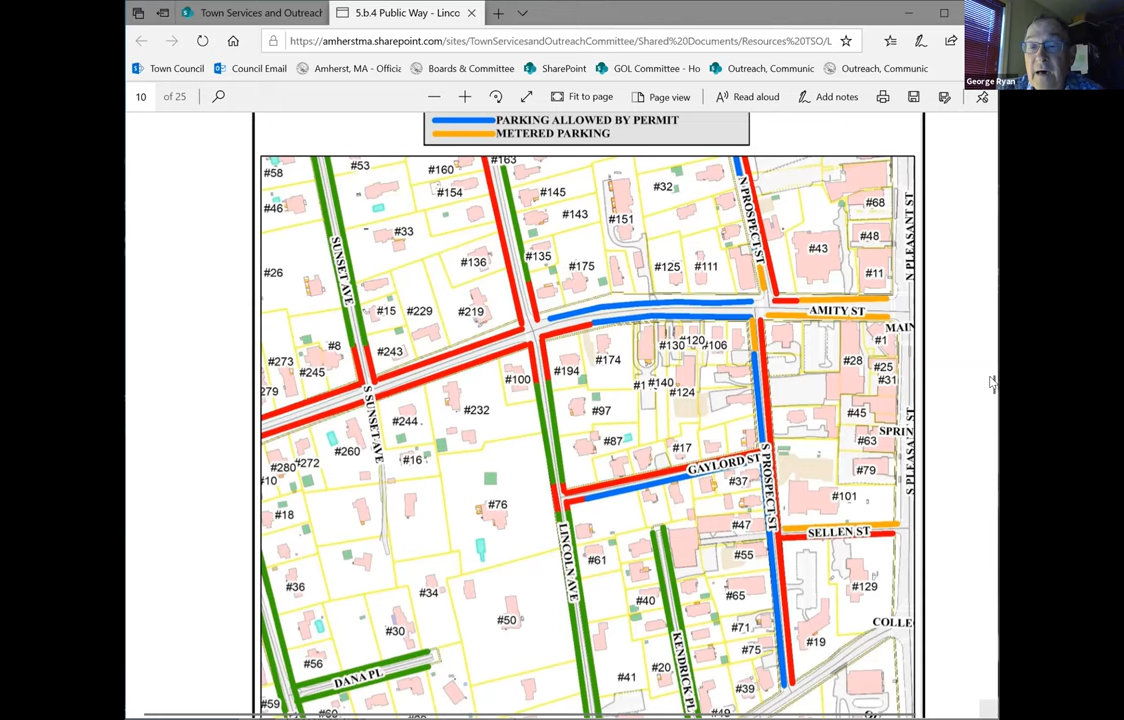 Town Services and Outreach
5.b.4 Public Way - Linco
https://amherstma.sharepoint.com/sites/TownServicesandOutreachCommittee/Shared%20Documents/Resources%20TSO/L
George Ryan
Town Council
Council Email
Amherst, MA - Officia
Boards & Committee
SharePoint
GOL Committee - Ho
Outreach, Communic
Outreach, Communic
10 of 25
Fit to page
Page view
Read aloud
Add notes
PARKING ALLOWED BY PERMIT
METERED PARKING
#58
#53
#160
#163
#154
#145
#32
#46
#143
#151
#68
#33
#48
#43
#26
#136
#135
#175
#125
#111
#11
N PROSPECT ST
N PLEASANT ST
SUNSET AVE
#15
#229
#219
AMITY ST
MAIN
#8
#243
#130
#120
#106
#1
#273
#245
#174
#28
#25
#279
#100
#194
#140
#124
#31
S SUNSET AVE
#232
#97
#45
#244
#87
#63
SPRIN
#260
#16
#17
GAYLORD ST
#79
#280
#272
#10
#37
S PROSPECT ST
S PLEASANT ST
#18
#76
#101
#47
SELLEN ST
#61
#55
LINCOLN AVE
#36
#34
#40
#65
#129
#50
#30
#71
#19
COLLE
#56
#75
#20
KENDRICK PL
DANA PL
#41
#39
#59
#60
#49